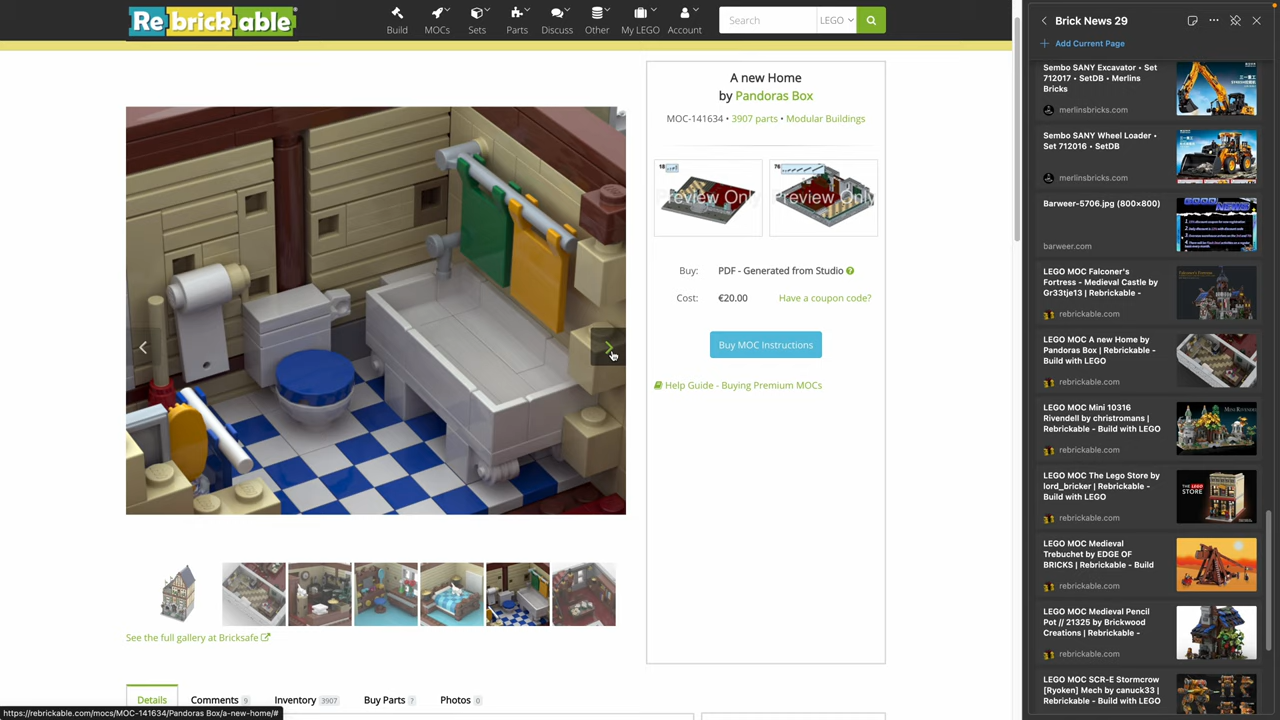 Rebrickable
Build
MOCs
Sets
Parts
Discuss
Other
My LEGO
Account
Search
LEGO
A new Home
by Pandoras Box
MOC-141634 • 3907 parts • Modular Buildings
Preview Only
Preview Only
Buy: PDF - Generated from Studio
Cost: €20.00 Have a coupon code?
Buy MOC Instructions
Help Guide - Buying Premium MOCs
See the full gallery at Bricksafe
Details
Comments 9
Inventory 3907
Buy Parts 7
Photos 0
https://rebrickable.com/mocs/MOC-141634/Pandoras Box/a-new-home/#
Brick News 29
Add Current Page
Sembo SANY Excavator • Set
712017 • SetDB • Merlins
Bricks
merlinsbricks.com
Sembo SANY Wheel Loader •
Set 712016 • SetDB
merlinsbricks.com
Barweer-5706.jpg (800×800)
barweer.com
LEGO MOC Falconer's
Fortress - Medieval Castle by
Gr33tje13 | Rebrickable -
rebrickable.com
LEGO MOC A new Home by
Pandoras Box | Rebrickable -
Build with LEGO
rebrickable.com
LEGO MOC Mini 10316
Rivendell by christromans |
Rebrickable - Build with LEGO
rebrickable.com
LEGO MOC The Lego Store by
lord_bricker | Rebrickable -
Build with LEGO
rebrickable.com
THE LEGO
STORE
LEGO MOC Medieval
Trebuchet by EDGE OF
BRICKS | Rebrickable - Build
rebrickable.com
LEGO MOC Medieval Pencil
Pot // 21325 by Brickwood
Creations | Rebrickable -
rebrickable.com
LEGO MOC SCR-E Stormcrow
[Ryoken] Mech by canuck33 |
Rebrickable - Build with LEGO